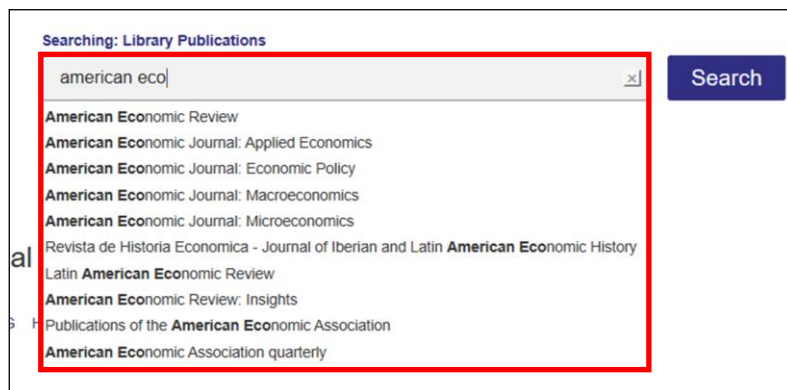 Searching: Library Publications
american eco
Search
American Economic Review
American Economic Journal: Applied Economics
American Economic Journal: Economic Policy
American Economic Journal: Macroeconomics
American Economic Journal: Microeconomics
Revista de Historia Economica - Journal of Iberian and Latin American Economic History
al
Latin American Economic Review
American Economic Review: Insights
H
Publications of the American Economic Association
American Economic Association quarterly